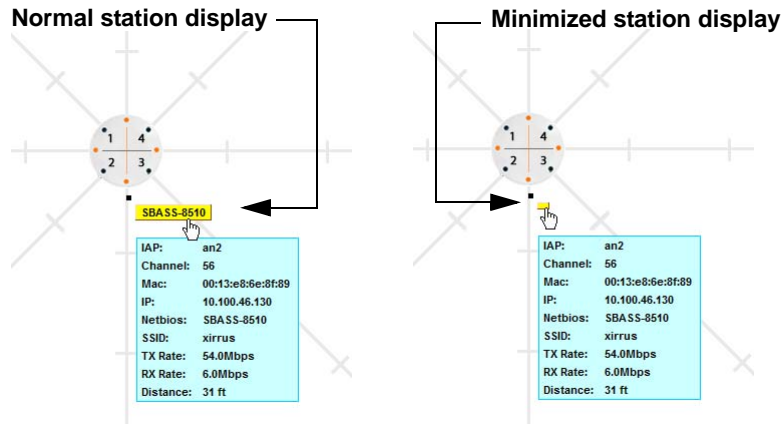 Normal station display
Minimized station display
1 4
2 3
SBASS-8510
IAP: an2
Channel: 56
Mac: 00:13:e8:6e:8f:89
IP: 10.100.46.130
Netbios: SBASS-8510
SSID: xirrus
TX Rate: 54.0Mbps
RX Rate: 6.0Mbps
Distance: 31 ft
1 4
2 3
IAP: an2
Channel: 56
Mac: 00:13:e8:6e:8f:89
IP: 10.100.46.130
Netbios: SBASS-8510
SSID: xirrus
TX Rate: 54.0Mbps
RX Rate: 6.0Mbps
Distance: 31 ft